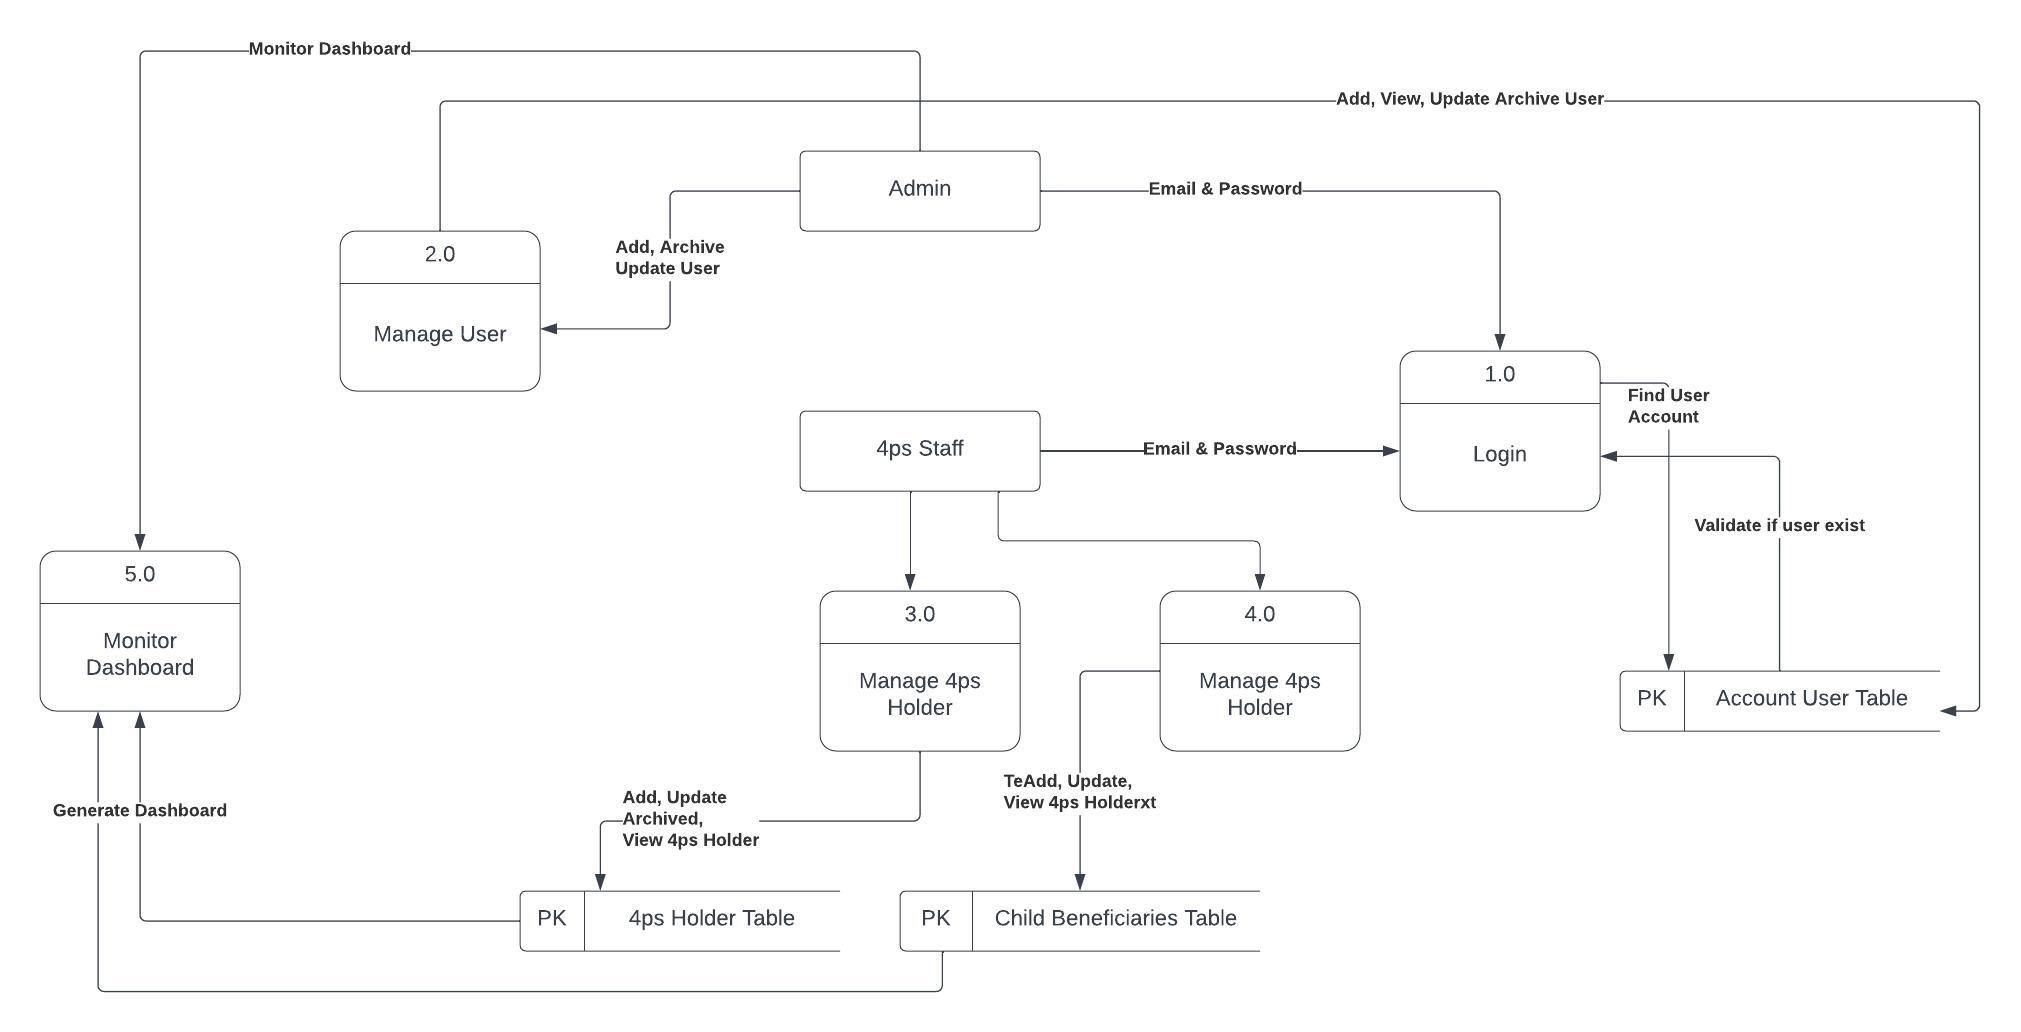 Monitor Dashboard
Add, View, Update Archive User
Admin
Email & Password
2.0
Manage User
Add, Archive
Update User
1.0
Login
Find User
Account
4ps Staff
Email & Password
Validate if user exist
5.0
Monitor
Dashboard
3.0
Manage 4ps
Holder
4.0
Manage 4ps
Holder
PK
Account User Table
Generate Dashboard
Add, Update
Archived,
View 4ps Holder
TeAdd, Update,
View 4ps Holderxt
PK
4ps Holder Table
PK
Child Beneficiaries Table